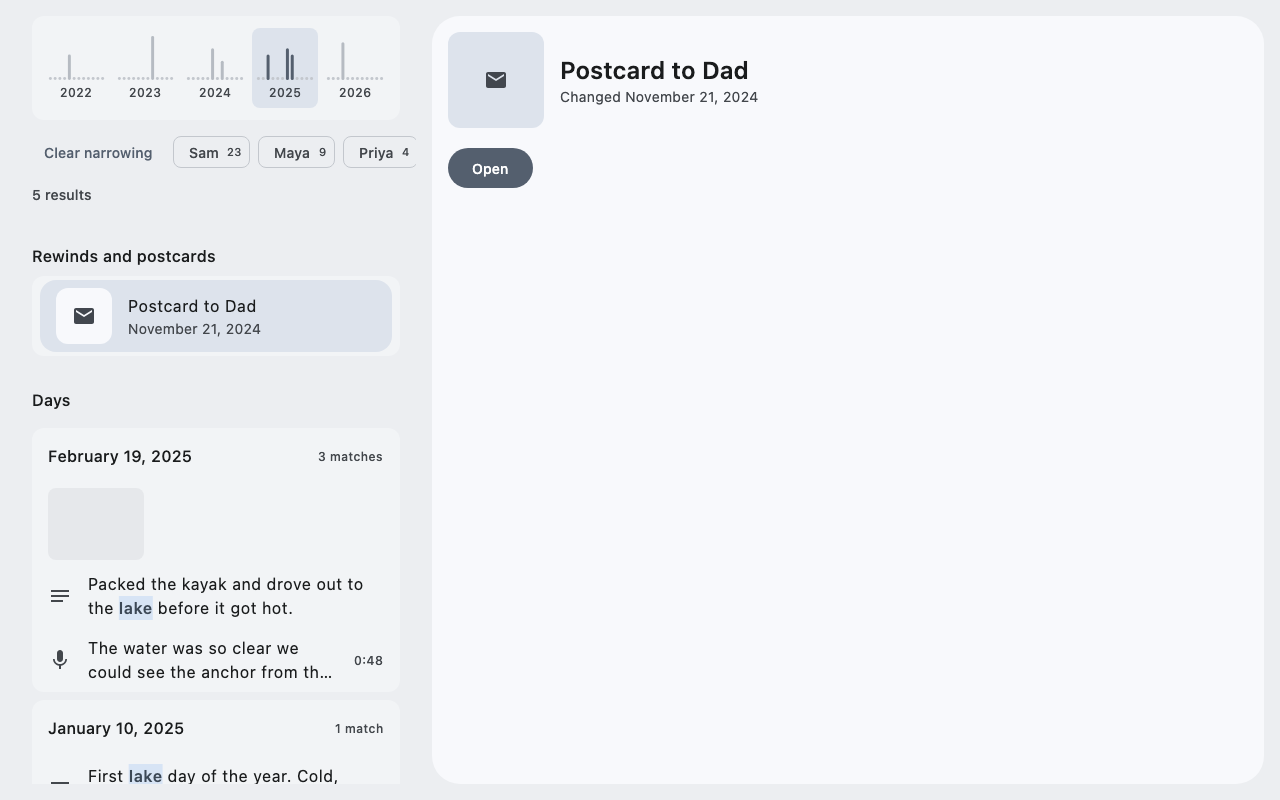 2022 2023 2024 2025 2026
Clear narrowing Sam 23 Maya 9 Priya 4
5 results
Rewinds and postcards
Postcard to Dad
November 21, 2024
Days
February 19, 2025 3 matches
Packed the kayak and drove out to
the lake before it got hot.
The water was so clear we
could see the anchor from th…
0:48
January 10, 2025 1 match
First lake day of the year. Cold,
Postcard to Dad
Changed November 21, 2024
Open